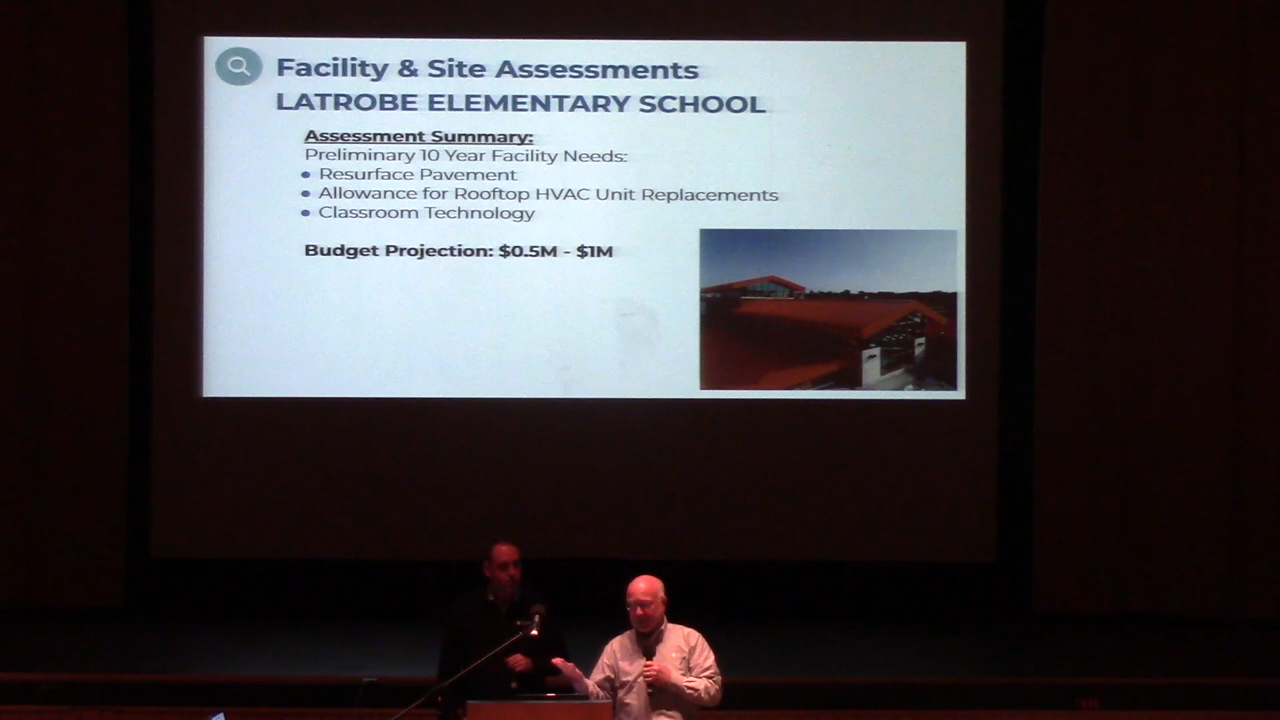 Facility & Site Assessments
LATROBE ELEMENTARY SCHOOL
Assessment Summary:
Preliminary 10 Year Facility Needs:
• Resurface Pavement
• Allowance for Rooftop HVAC Unit Replacements
• Classroom Technology
Budget Projection: $0.5M - $1M